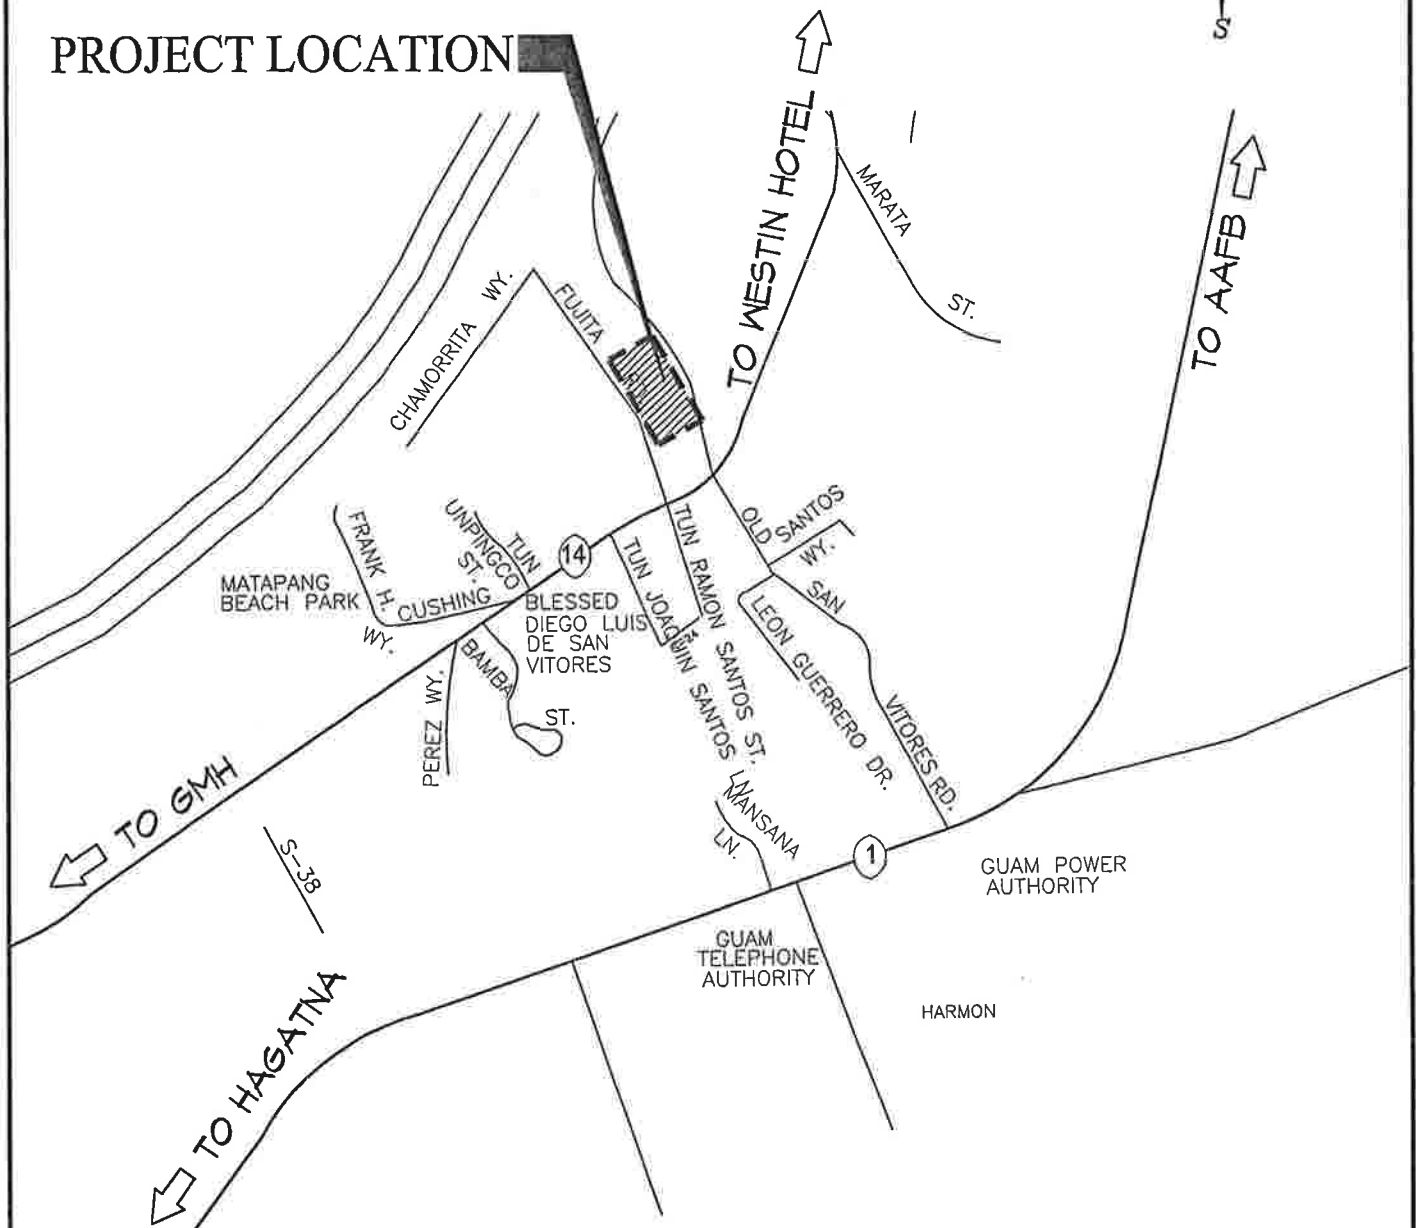 S
PROJECT LOCATION
TO WESTIN HOTEL
MARATA
ST.
TO AAFB
CHAMORRITA WY.
FUJITA
OLD
SANTOS
WY.
SAN
VITORES RD.
FRANK H.
CUSHING
WY.
TUN
UNPINGCO
ST.
14
MATAPANG
BEACH PARK
BLESSED
DIEGO LUIS
DE SAN
VITORES
TUN JOAQUIN SANTOS LN.
TUN RAMON SANTOS ST.
LEON GUERRERO DR.
BAMBA
ST.
PEREZ WY.
TO GMH
S-38
MANSANA
LN.
1
GUAM POWER
AUTHORITY
GUAM
TELEPHONE
AUTHORITY
HARMON
TO HAGATNA